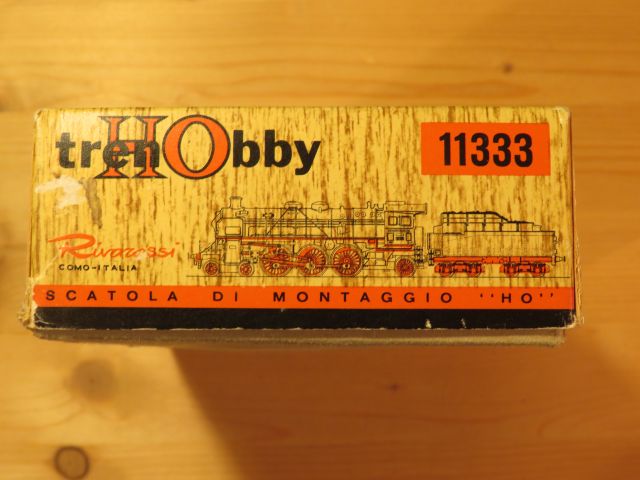 trenHObby
11333
Rivarossi
COMO-ITALIA
SCATOLA DI MONTAGGIO "HO"